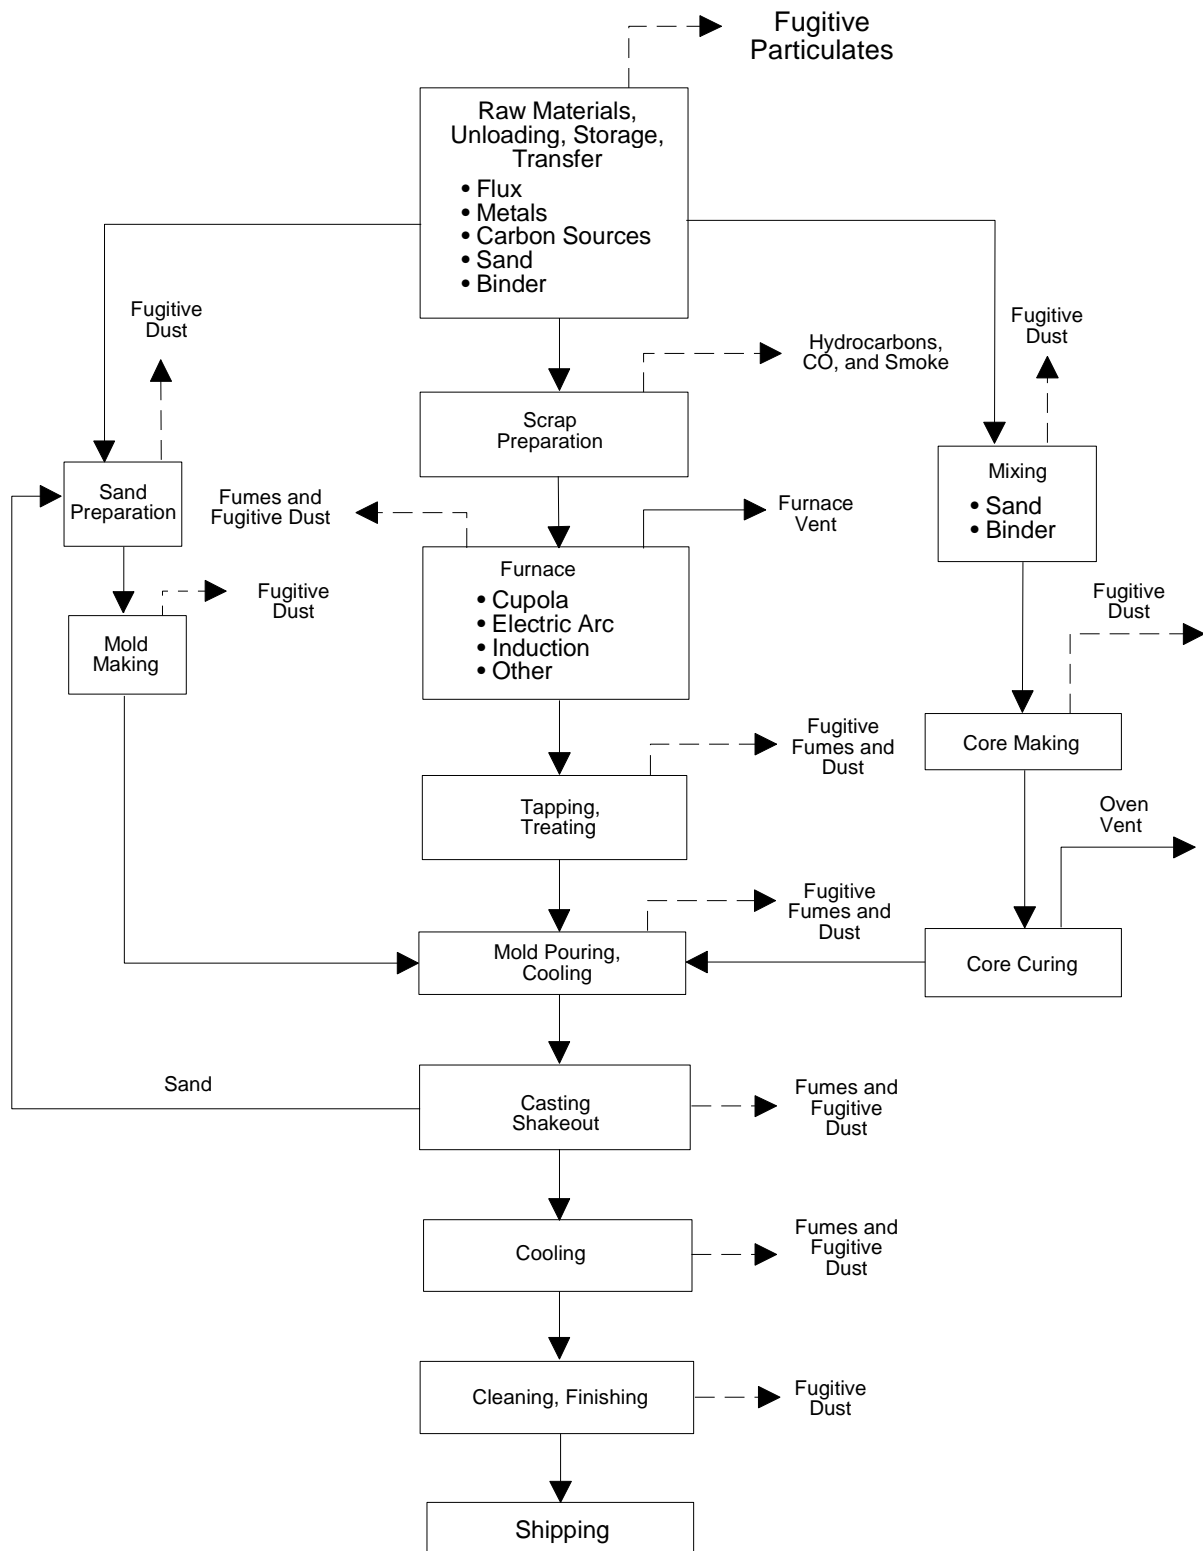 Fugitive
Particulates
Raw Materials,
Unloading, Storage,
Transfer
• Flux
• Metals
• Carbon Sources
• Sand
• Binder
Fugitive
Dust
Hydrocarbons,
CO, and Smoke
Fugitive
Dust
Scrap
Preparation
Sand
Preparation
Fumes and
Fugitive Dust
Furnace
Vent
Mixing
• Sand
• Binder
Furnace
• Cupola
• Electric Arc
• Induction
• Other
Fugitive
Dust
Mold
Making
Fugitive
Dust
Core Making
Fugitive
Fumes and
Dust
Tapping,
Treating
Oven
Vent
Fugitive
Fumes and
Dust
Mold Pouring,
Cooling
Core Curing
Sand
Casting
Shakeout
Fumes and
Fugitive
Dust
Cooling
Fumes and
Fugitive
Dust
Cleaning, Finishing
Fugitive
Dust
Shipping